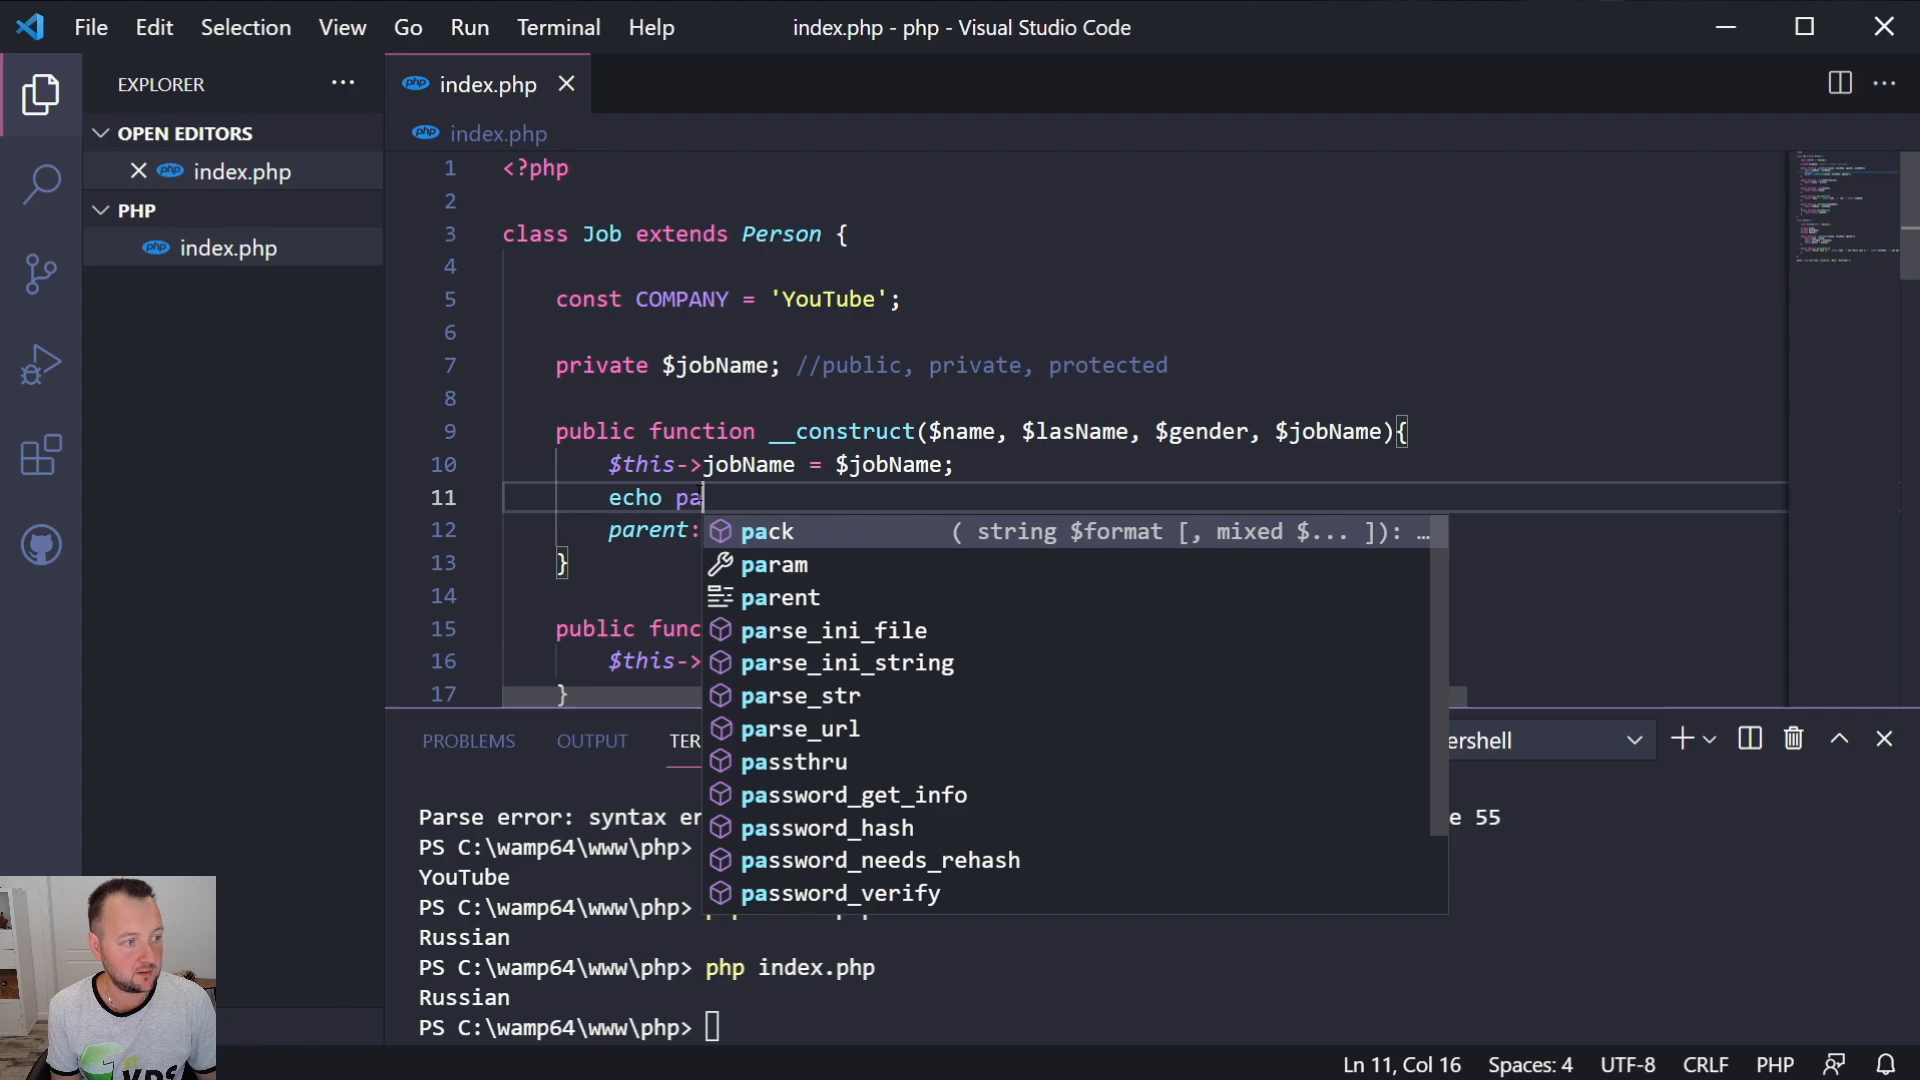 File Edit Selection View Go Run Terminal Help index.php - php - Visual Studio Code
EXPLORER
OPEN EDITORS
index.php
PHP
index.php
php index.php
php index.php
1 <?php
2
3 class Job extends Person {
4
5 const COMPANY = 'YouTube';
6
7 private $jobName; //public, private, protected
8
9 public function __construct($name, $lasName, $gender, $jobName){
10 $this->jobName = $jobName;
11 echo pa
12 parent:
13 }
14
15 public func
16 $this->
17 }
pack ( string $format [, mixed $... ]): …
param
parent
parse_ini_file
parse_ini_string
parse_str
parse_url
passthru
password_get_info
password_hash
password_needs_rehash
password_verify
PROBLEMS OUTPUT TER ershell
Parse error: syntax er e 55
PS C:\wamp64\www\php>
YouTube
PS C:\wamp64\www\php>
Russian
PS C:\wamp64\www\php> php index.php
Russian
PS C:\wamp64\www\php>
Ln 11, Col 16 Spaces: 4 UTF-8 CRLF PHP